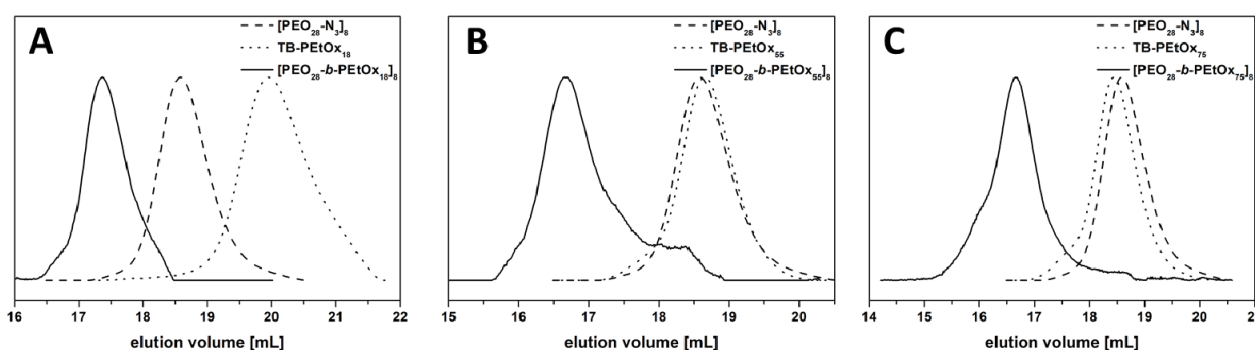 A
[PEO28-N3]8
TB-PEtOx18
[PEO28-b-PEtOx18]8
16 17 18 19 20 21 22
elution volume [mL]
B
[PEO28-N3]8
TB-PEtOx55
[PEO28-b-PEtOx55]8
15 16 17 18 19 20
elution volume [mL]
C
[PEO28-N3]8
TB-PEtOx75
[PEO28-b-PEtOx75]8
14 15 16 17 18 19 20 2
elution volume [mL]